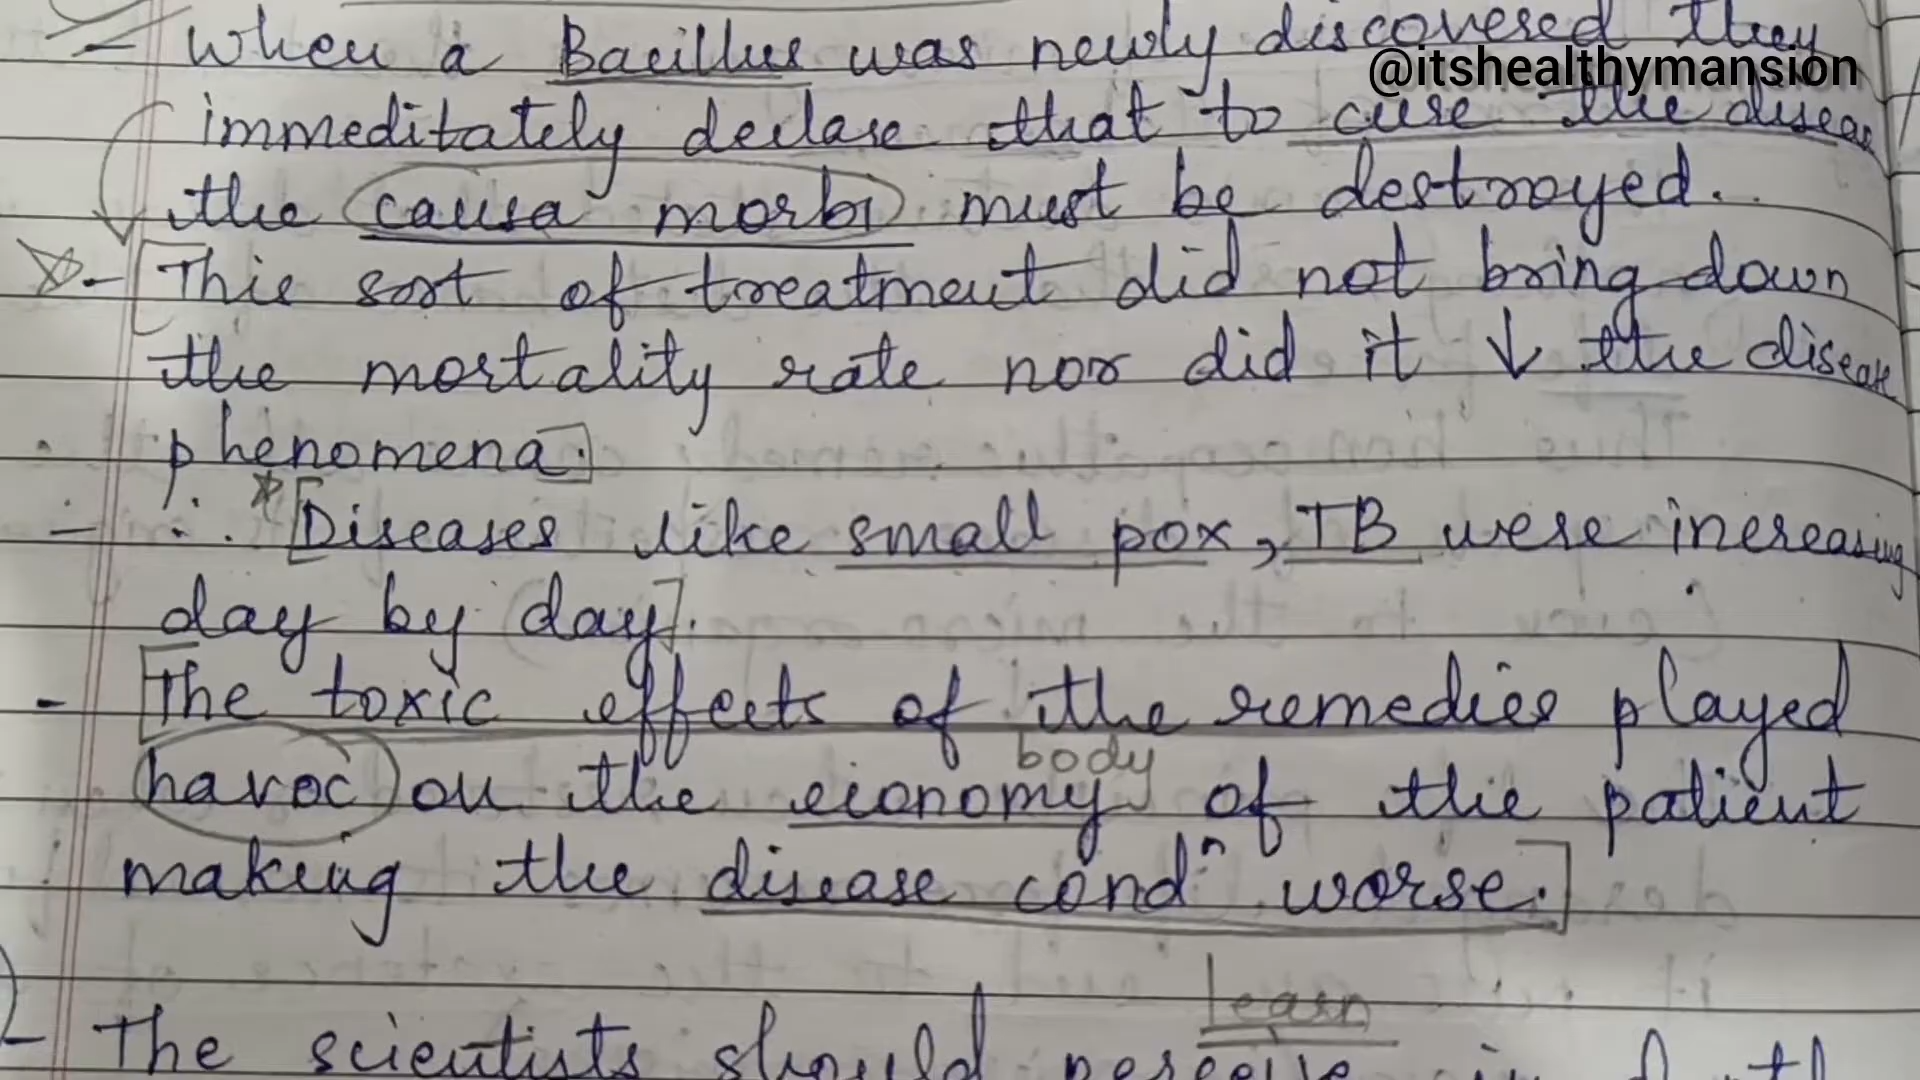 - When a Bacillus was newly discovered they
@itshealthymansion
immeditately declare that to cure the disease
the causa morbi must be destroyed.
- This sort of treatment did not bring down
the mortality rate nor did it ↓ the disease
phenomena.
- ∴ * Diseases like small pox, TB were increasing
day by day.
- The toxic effects of the remedies played
body
havoc on the economy of the patient
making the disease condⁿ worse.
learn
- The scientists should perceive